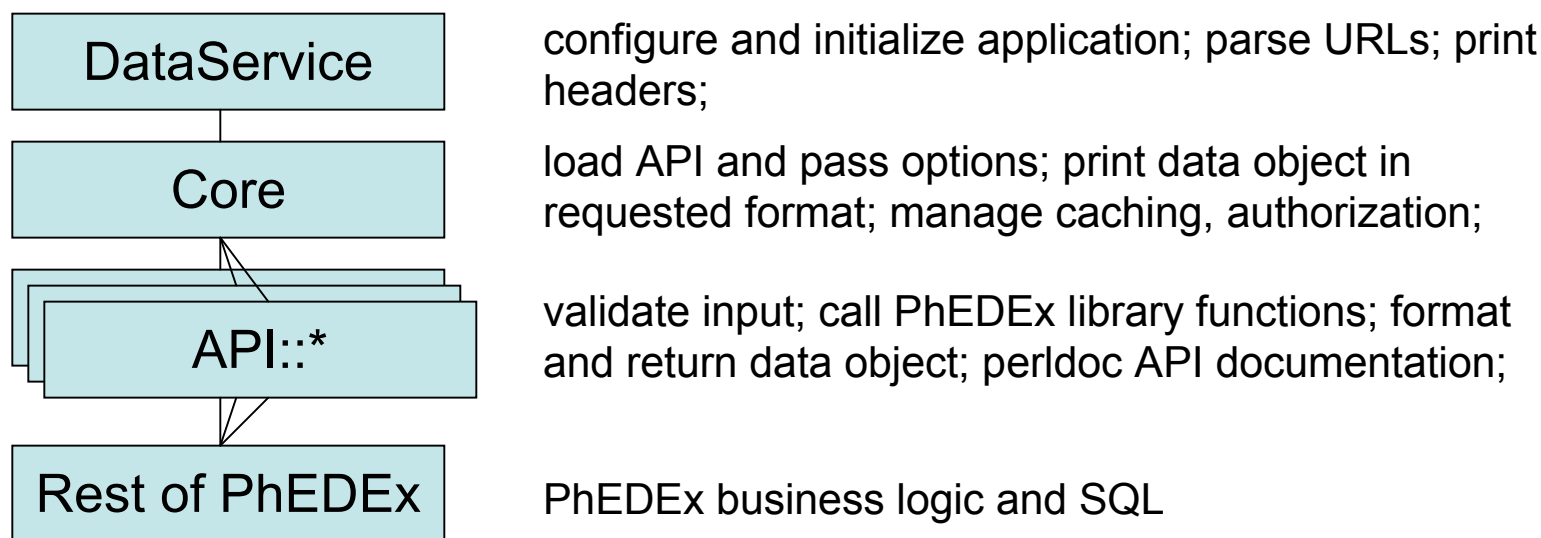 DataService
configure and initialize application; parse URLs; print
headers;
Core
load API and pass options; print data object in
requested format; manage caching, authorization;
API::*
validate input; call PhEDEx library functions; format
and return data object; perldoc API documentation;
Rest of PhEDEx
PhEDEx business logic and SQL